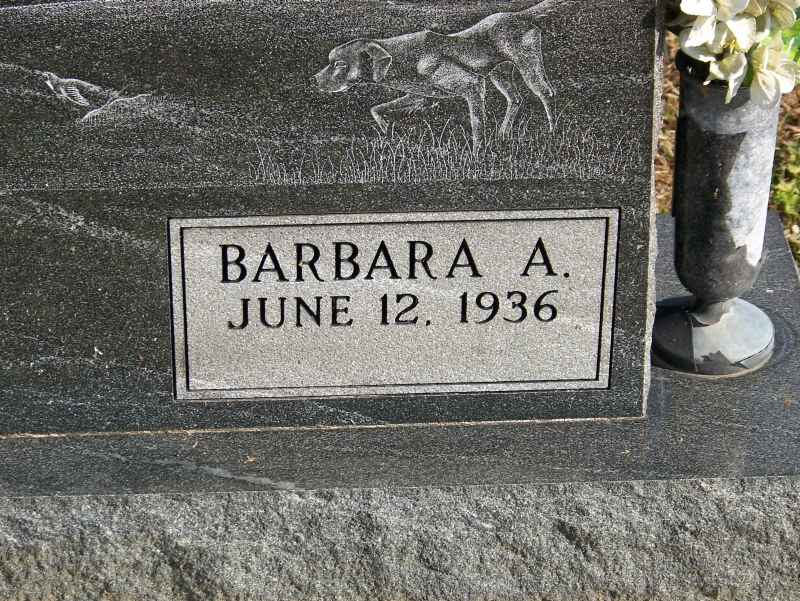 BARBARA A.
JUNE 12, 1936